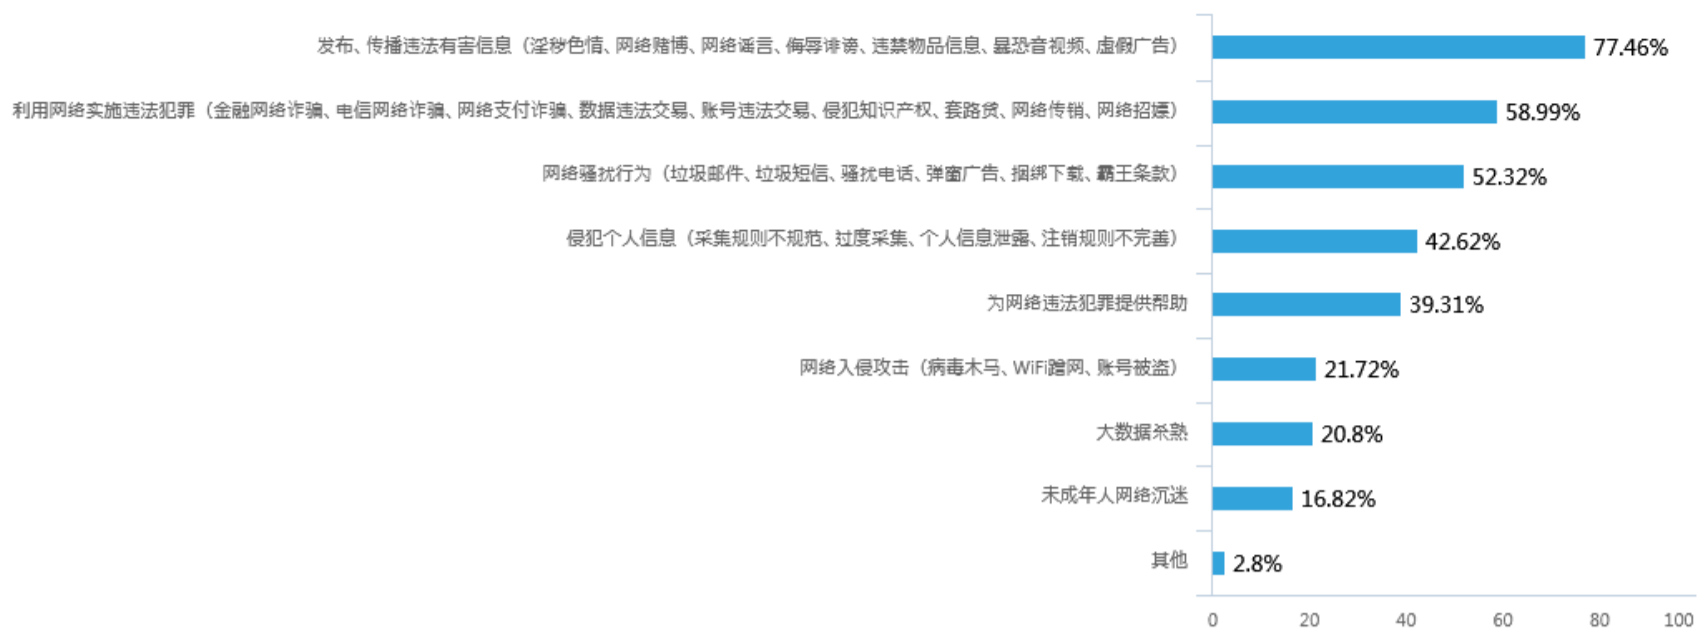 发布、传播违法有害信息（淫秽色情、网络赌博、网络谣言、侮辱诽谤、违禁物品信息、暴恐音视频、虚假广告） 77.46%
利用网络实施违法犯罪（金融网络诈骗、电信网络诈骗、网络支付诈骗、数据违法交易、账号违法交易、侵犯知识产权、套路贷、网络传销、网络招嫖） 58.99%
网络骚扰行为（垃圾邮件、垃圾短信、骚扰电话、弹窗广告、捆绑下载、霸王条款） 52.32%
侵犯个人信息（采集规则不规范、过度采集、个人信息泄露、注销规则不完善） 42.62%
为网络违法犯罪提供帮助 39.31%
网络入侵攻击（病毒木马、WiFi蹭网、账号被盗） 21.72%
大数据杀熟 20.8%
未成年人网络沉迷 16.82%
其他 2.8%
0 20 40 60 80 100